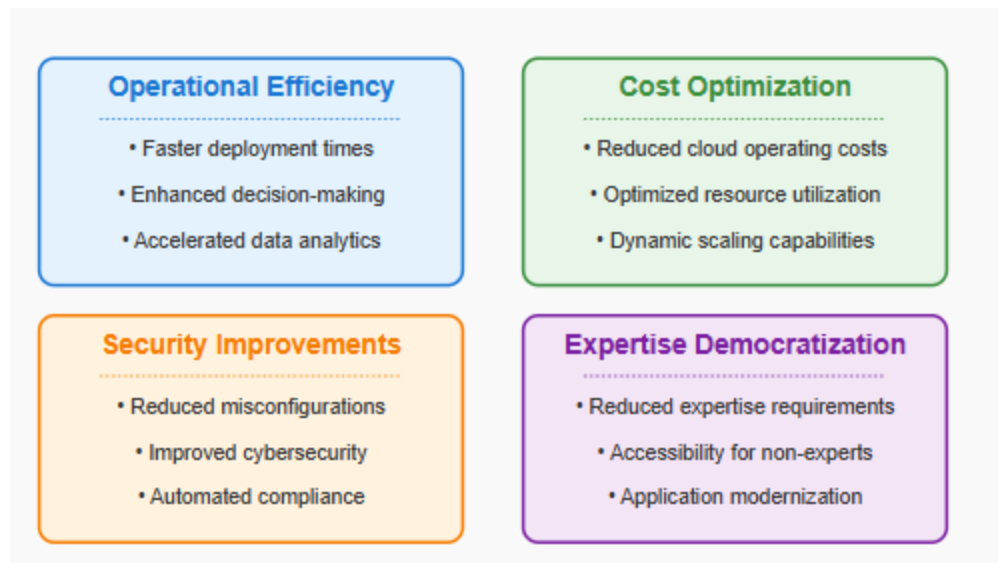 Operational Efficiency
• Faster deployment times
• Enhanced decision-making
• Accelerated data analytics
Cost Optimization
• Reduced cloud operating costs
• Optimized resource utilization
• Dynamic scaling capabilities
Security Improvements
• Reduced misconfigurations
• Improved cybersecurity
• Automated compliance
Expertise Democratization
• Reduced expertise requirements
• Accessibility for non-experts
• Application modernization